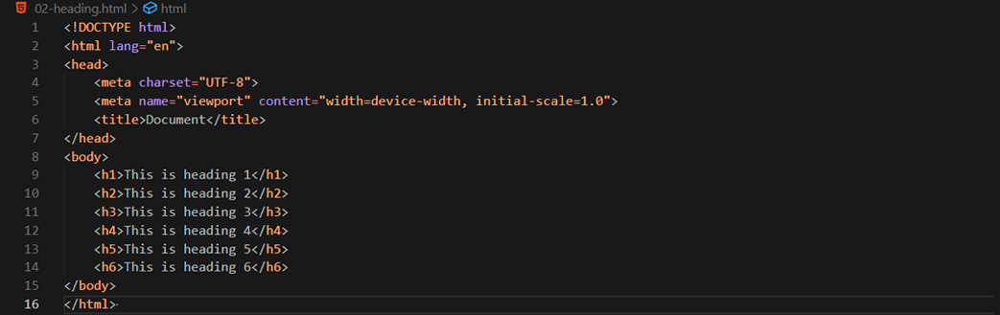 02-heading.html > html
1 <!DOCTYPE html>
2 <html lang="en">
3 <head>
4     <meta charset="UTF-8">
5     <meta name="viewport" content="width=device-width, initial-scale=1.0">
6     <title>Document</title>
7 </head>
8 <body>
9     <h1>This is heading 1</h1>
10     <h2>This is heading 2</h2>
11     <h3>This is heading 3</h3>
12     <h4>This is heading 4</h4>
13     <h5>This is heading 5</h5>
14     <h6>This is heading 6</h6>
15 </body>
16 </html>